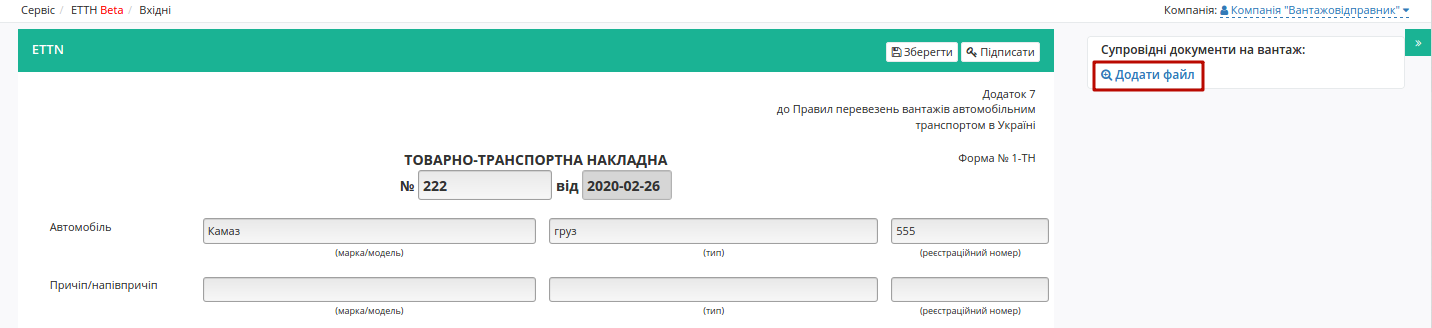 Сервіс / ЕТТН Beta / Вхідні
Компанія: Компанія "Вантажовідправник"
ETTN
Зберегти Підписати
Супровідні документи на вантаж:
Додати файл
»
Додаток 7
до Правил перевезень вантажів автомобільним
транспортом в Україні
ТОВАРНО-ТРАНСПОРТНА НАКЛАДНА
Форма № 1-ТН
№ 222 від 2020-02-26
Автомобіль Камаз груз 555
(марка/модель) (тип) (реєстраційний номер)
Причіп/напівпричіп
(марка/модель) (тип) (реєстраційний номер)